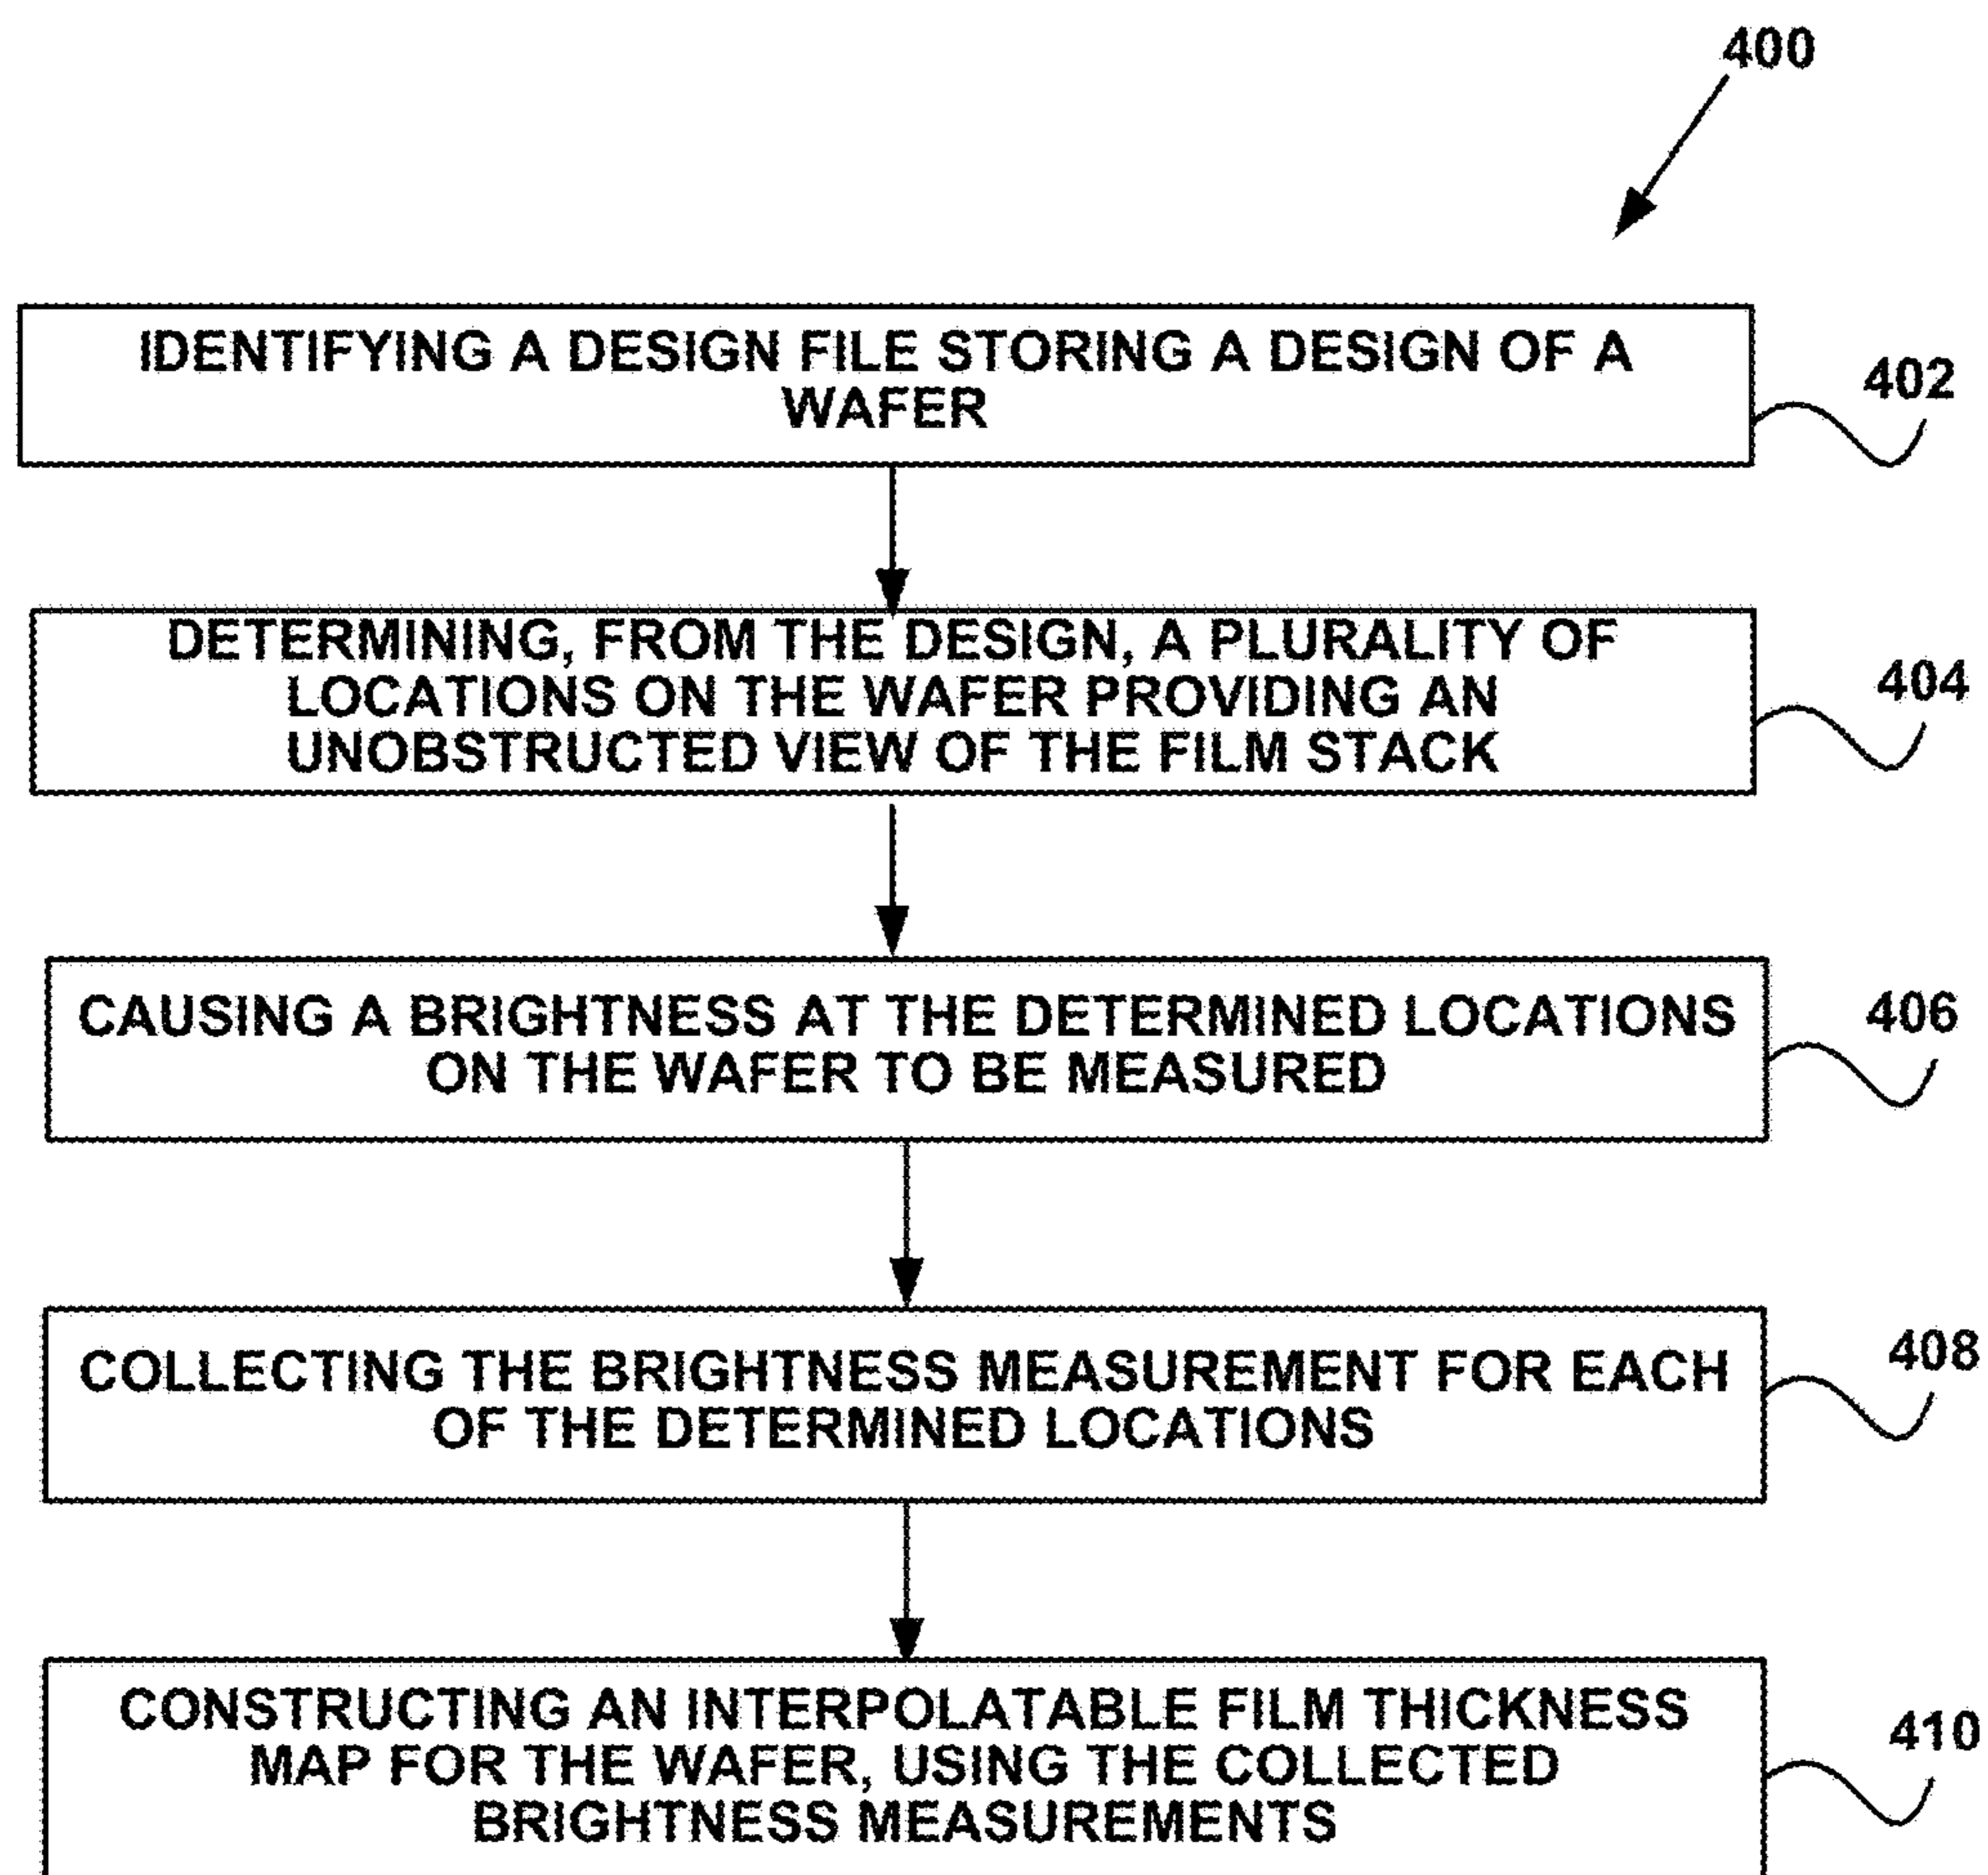 400
IDENTIFYING A DESIGN FILE STORING A DESIGN OF A
WAFER
402
DETERMINING, FROM THE DESIGN, A PLURALITY OF
LOCATIONS ON THE WAFER PROVIDING AN
UNOBSTRUCTED VIEW OF THE FILM STACK
404
CAUSING A BRIGHTNESS AT THE DETERMINED LOCATIONS
ON THE WAFER TO BE MEASURED
406
COLLECTING THE BRIGHTNESS MEASUREMENT FOR EACH
OF THE DETERMINED LOCATIONS
408
CONSTRUCTING AN INTERPOLATABLE FILM THICKNESS
MAP FOR THE WAFER, USING THE COLLECTED
BRIGHTNESS MEASUREMENTS
410